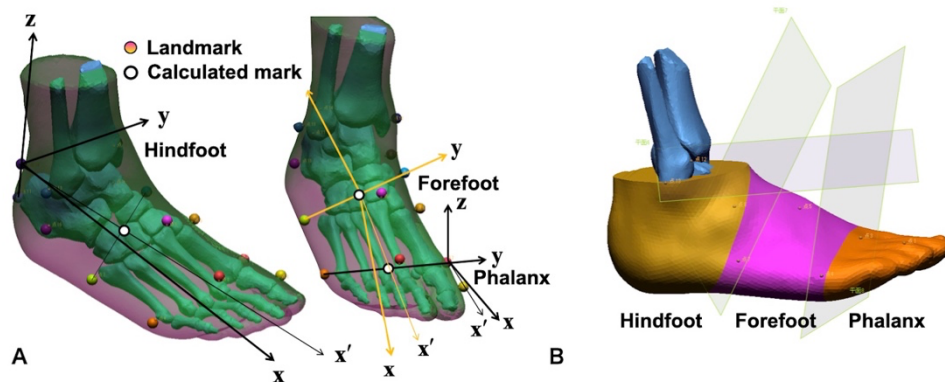 z
Landmark
Calculated mark
y
Hindfoot
x'
x
A
y
Forefoot
z
y
Phalanx
x'
x
x'
x
Hindfoot Forefoot Phalanx
B